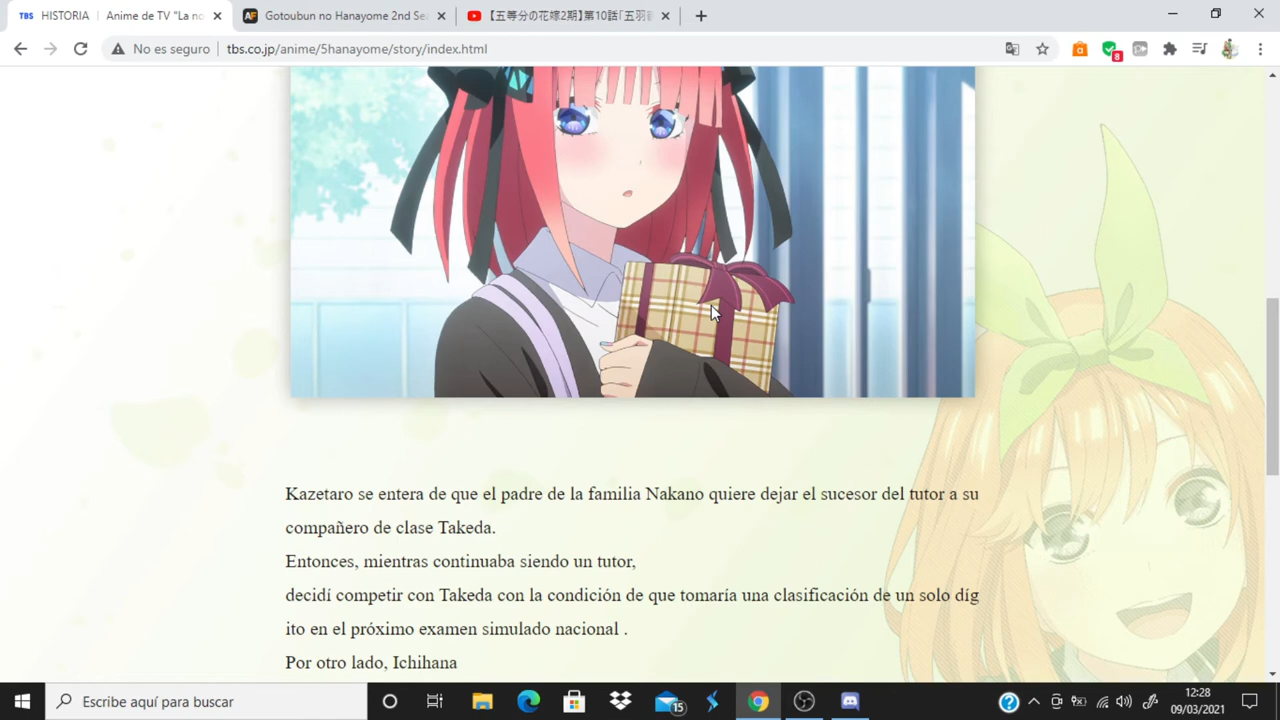 TBS HISTORIA | Anime de TV "La no
AF Gotoubun no Hanayome 2nd Sea
【五等分の花嫁2期】第10話「五羽
No es seguro | tbs.co.jp/anime/5hanayome/story/index.html
8
Kazetaro se entera de que el padre de la familia Nakano quiere dejar el sucesor del tutor a su
compañero de clase Takeda.
Entonces, mientras continuaba siendo un tutor,
decidí competir con Takeda con la condición de que tomaría una clasificación de un solo díg
ito en el próximo examen simulado nacional .
Por otro lado, Ichihana
Escribe aquí para buscar
15
12:28
09/03/2021